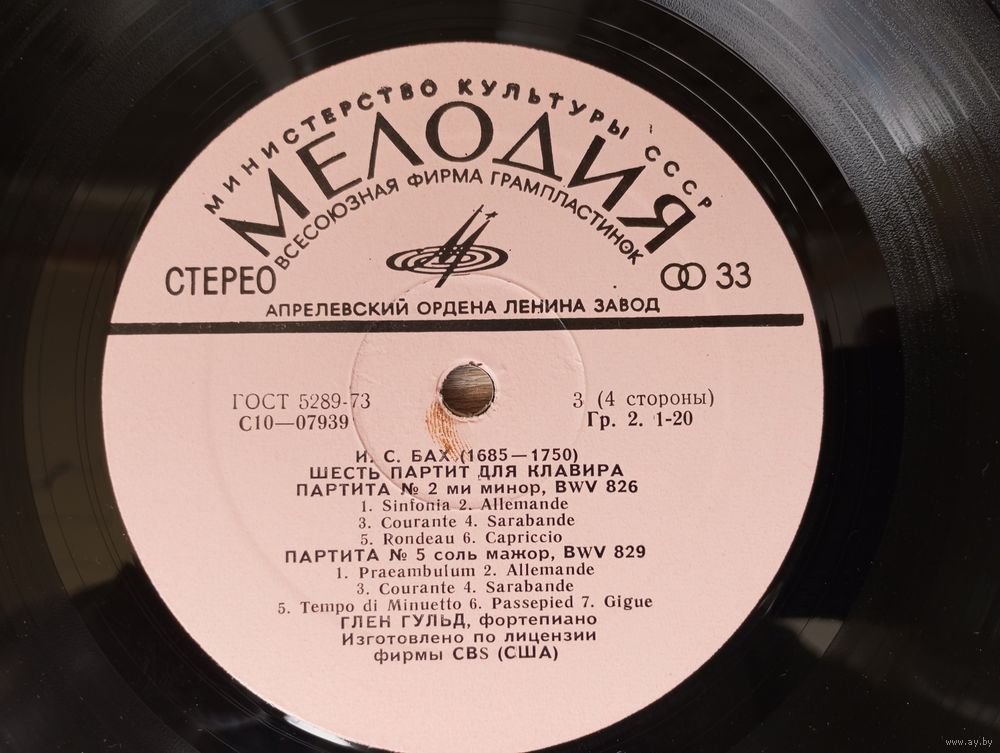 МИНИСТЕРСТВО КУЛЬТУРЫ СССР
МЕЛОДИЯ
ВСЕСОЮЗНАЯ ФИРМА ГРАМПЛАСТИНОК
СТЕРЕО
33
АПРЕЛЕВСКИЙ ОРДЕНА ЛЕНИНА ЗАВОД
ГОСТ 5289-73
3 (4 стороны)
С10—07939
Гр. 2. 1-20
И. С. БАХ (1685—1750)
ШЕСТЬ ПАРТИТ ДЛЯ КЛАВИРА
ПАРТИТА № 2 ми минор, BWV 826
1. Sinfonia 2. Allemande
3. Courante 4. Sarabande
5. Rondeau 6. Capriccio
ПАРТИТА № 5 соль мажор, BWV 829
1. Praeambulum 2. Allemande
3. Courante 4. Sarabande
5. Tempo di Minuetto 6. Passepied 7. Gigue
ГЛЕН ГУЛЬД, фортепиано
Изготовлено по лицензии
фирмы CBS (США)
www.ay.by